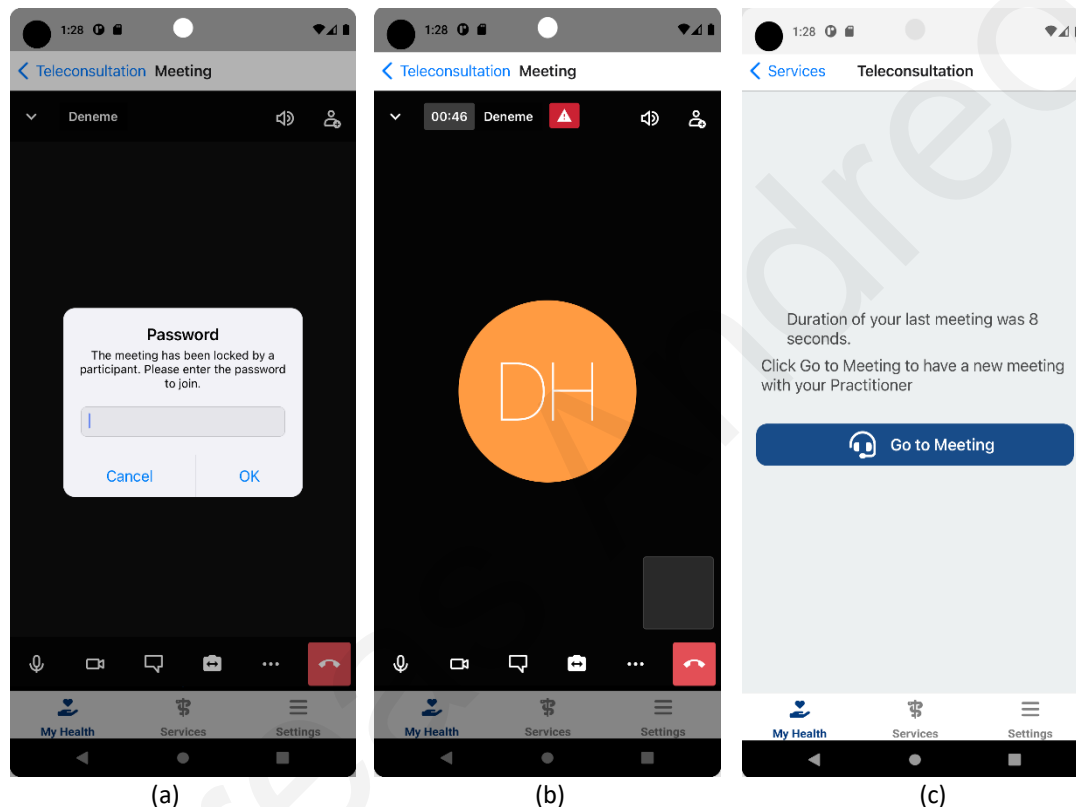 1:28
Teleconsultation Meeting
Deneme
Password
The meeting has been locked by a
participant. Please enter the password
to join.
Cancel OK
My Health Services Settings
(a)
1:28
Teleconsultation Meeting
00:46 Deneme
DH
My Health Services Settings
(b)
1:28
Services Teleconsultation
Duration of your last meeting was 8
seconds.
Click Go to Meeting to have a new meeting
with your Practitioner
Go to Meeting
My Health Services Settings
(c)